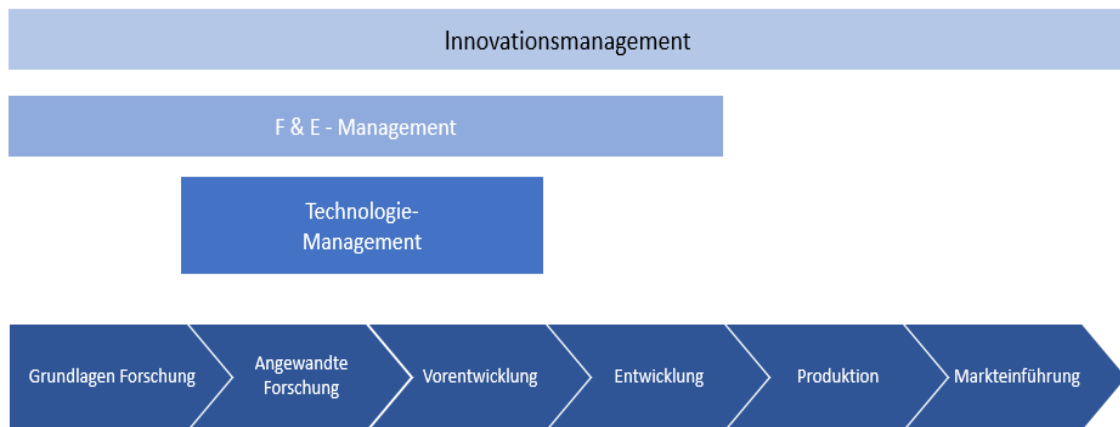 Innovationsmanagement
F & E - Management
Technologie-
Management
Grundlagen Forschung
Angewandte
Forschung
Vorentwicklung
Entwicklung
Produktion
Markteinführung